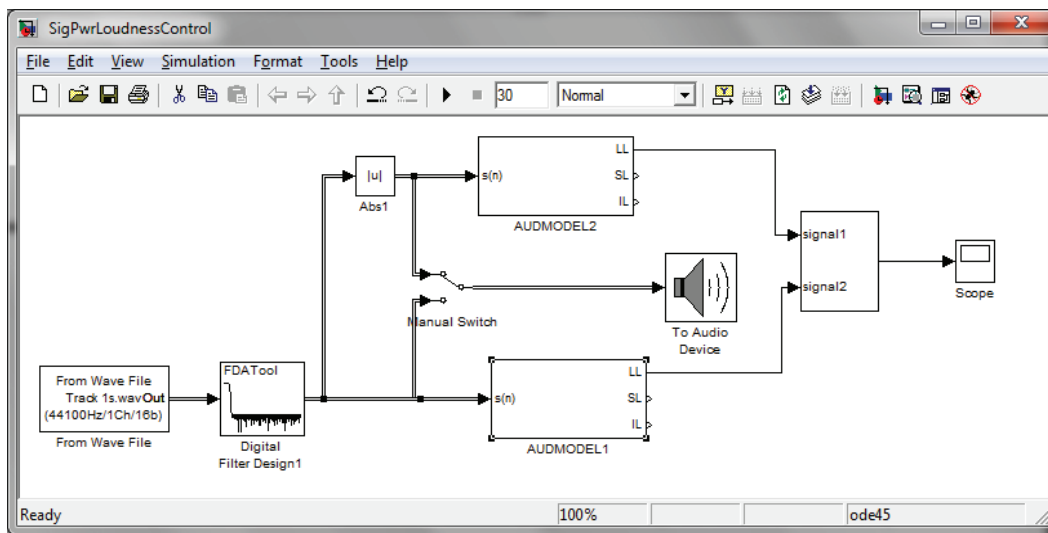 SigPwrLoudnessControl
File Edit View Simulation Format Tools Help
30 Normal
|u|
Abs1
s(n)
LL
SL
IL
AUDMODEL2
signal1
signal2
Scope
Manual Switch
To Audio
Device
From Wave File
Track 1s.wavOut
(44100Hz/1Ch/16b)
From Wave File
FDATool
Digital
Filter Design1
s(n)
LL
SL
IL
AUDMODEL1
Ready 100% ode45